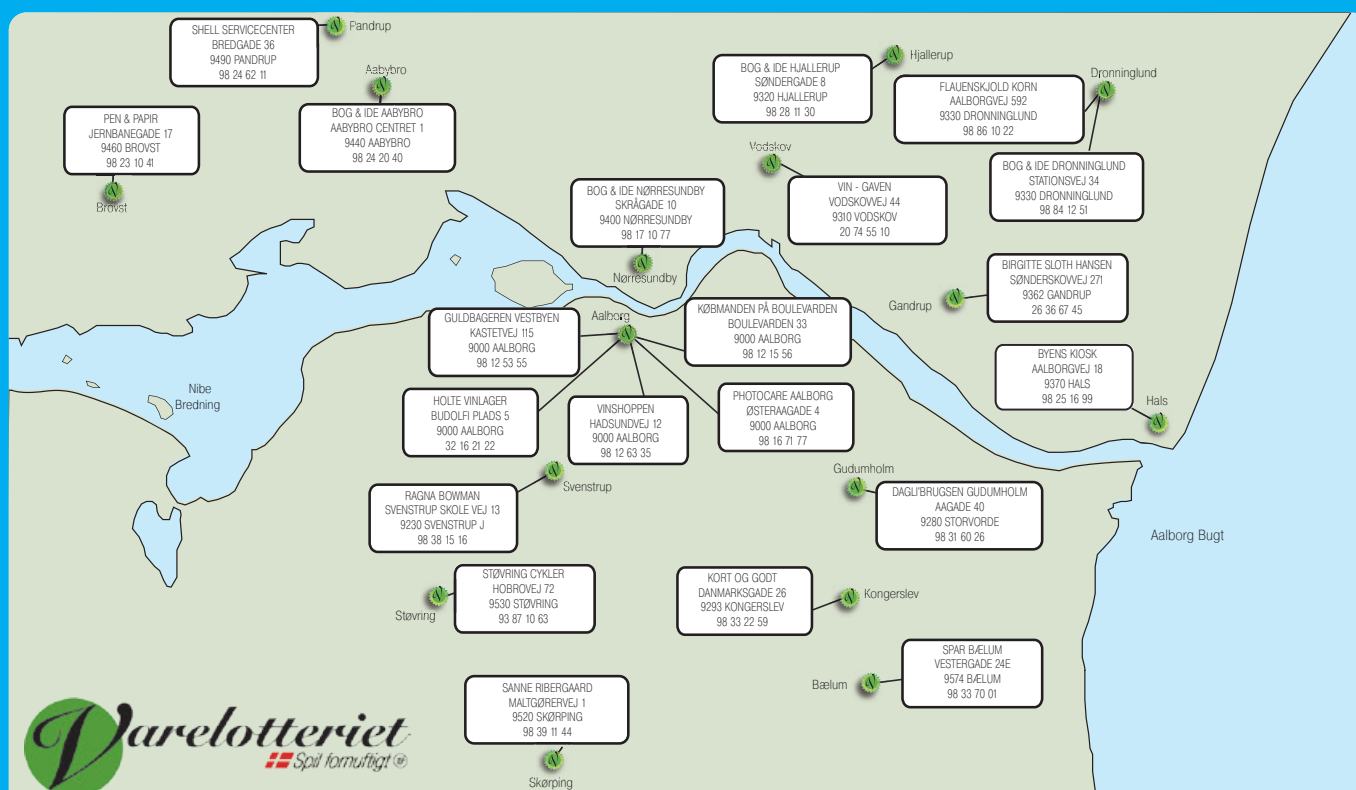 SHELL SERVICECENTER
BREDGADE 36
9490 PANDRUP
98 24 62 11
Pandrup
Aabybro
BOG & IDE AABYBRO
AABYBRO CENTRET 1
9440 AABYBRO
98 24 20 40
PEN & PAPIR
JERNBANEGADE 17
9460 BROVST
98 23 10 41
Brovst
BOG & IDE HJALLERUP
SØNDERGADE 8
9320 HJALLERUP
98 28 11 30
Hjallerup
FLAUENSKJOLD KORN
AALBORGVEJ 592
9330 DRONNINGLUND
98 86 10 22
Dronninglund
BOG & IDE DRONNINGLUND
STATIONSVEJ 34
9330 DRONNINGLUND
98 84 12 51
Vodskov
VIN - GAVEN
VODSKOVVEJ 44
9310 VODSKOV
20 74 55 10
BOG & IDE NØRRESUNDBY
SKRÅGADE 10
9400 NØRRESUNDBY
98 17 10 77
Nørresundby
BIRGITTE SLOTH HANSEN
SØNDERSKOVVEJ 271
9362 GANDRUP
26 36 67 45
Gandrup
GULDBAGEREN VESTBYEN
KASTETVEJ 115
9000 AALBORG
98 12 53 55
Aalborg
KØBMANDEN PÅ BOULEVARDEN
BOULEVARDEN 33
9000 AALBORG
98 12 15 56
BYENS KIOSK
AALBORGVEJ 18
9370 HALS
98 25 16 99
Hals
Nibe
Bredning
HOLTE VINLAGER
BUDOLFI PLADS 5
9000 AALBORG
32 16 21 22
VINSHOPPEN
HADSUNDVEJ 12
9000 AALBORG
98 12 63 35
PHOTOCARE AALBORG
ØSTERAAGADE 4
9000 AALBORG
98 16 71 77
Svenstrup
RAGNA BOWMAN
SVENSTRUP SKOLE VEJ 13
9230 SVENSTRUP J
98 38 15 16
Gudumholm
DAGLI'BRUGSEN GUDUMHOLM
AAGADE 40
9280 STORVORDE
98 31 60 26
Aalborg Bugt
STØVRING CYKLER
HOBROVEJ 72
9530 STØVRING
93 87 10 63
Støvring
KORT OG GODT
DANMARKSGADE 26
9293 KONGERSLEV
98 33 22 59
Kongerslev
SPAR BÆLUM
VESTERGADE 24E
9574 BÆLUM
98 33 70 01
Bælum
SANNE RIBERGAARD
MALTGØRERVEJ 1
9520 SKØRPING
98 39 11 44
Skørping
Varelotteriet
Spil fornuftigt